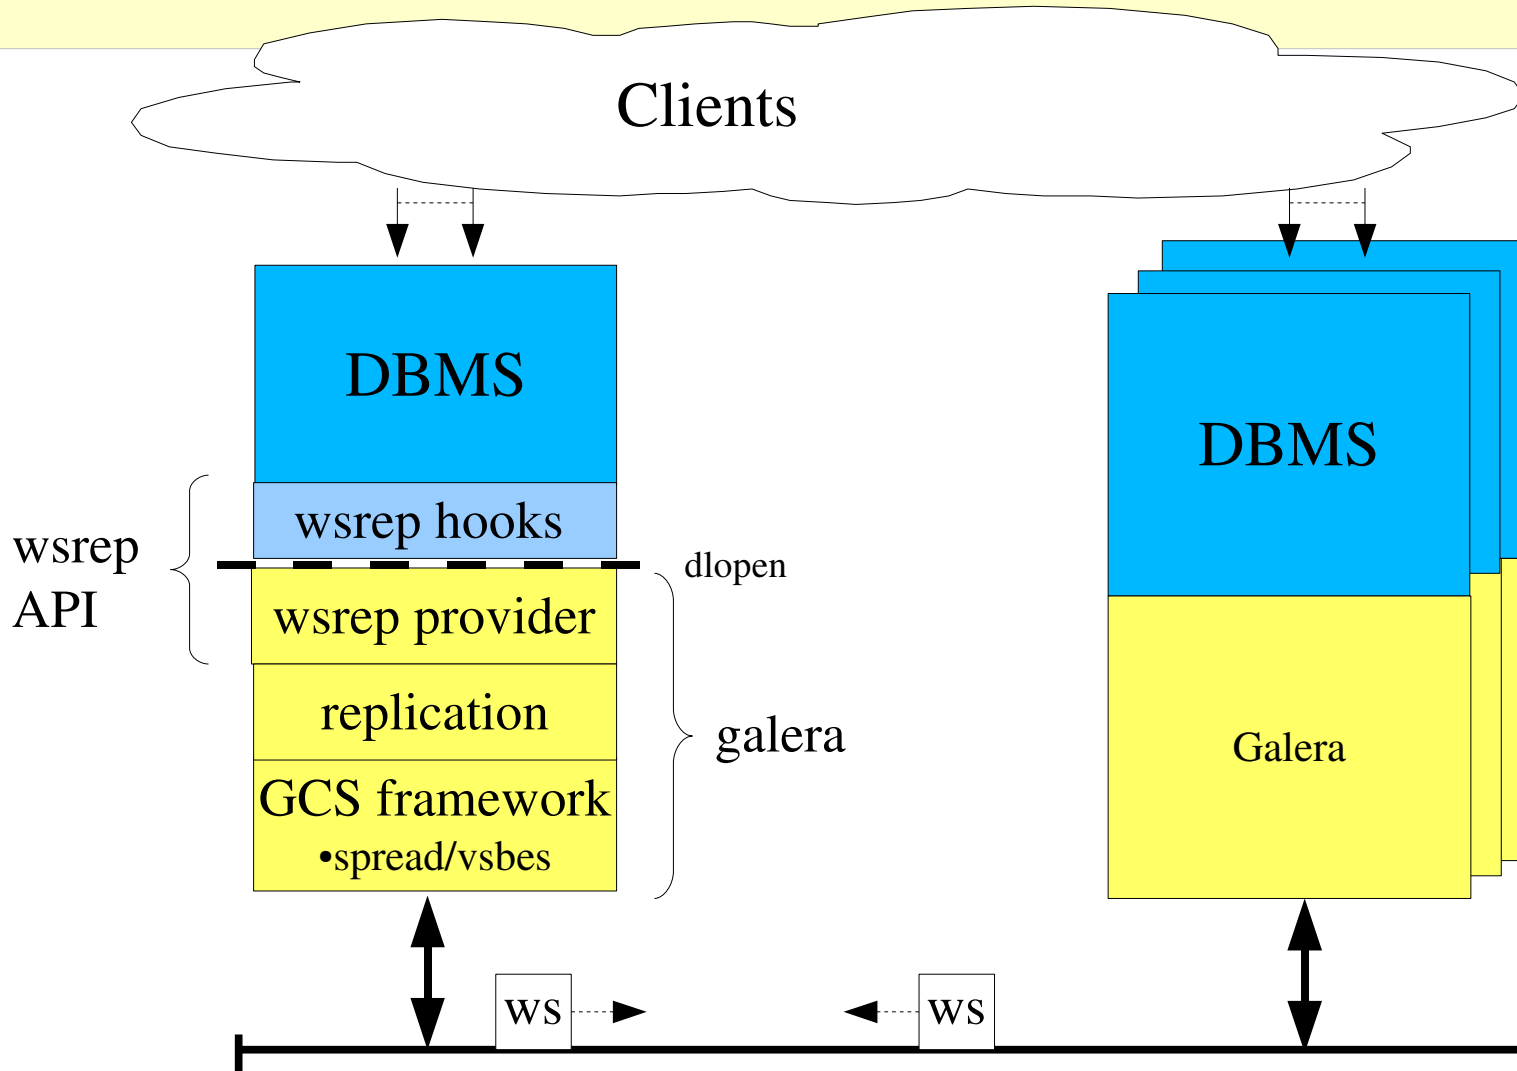 Clients
DBMS
wsrep hooks
wsrep
API
dlopen
wsrep provider
replication
galera
GCS framework
•spread/vsbes
DBMS
Galera
ws
ws